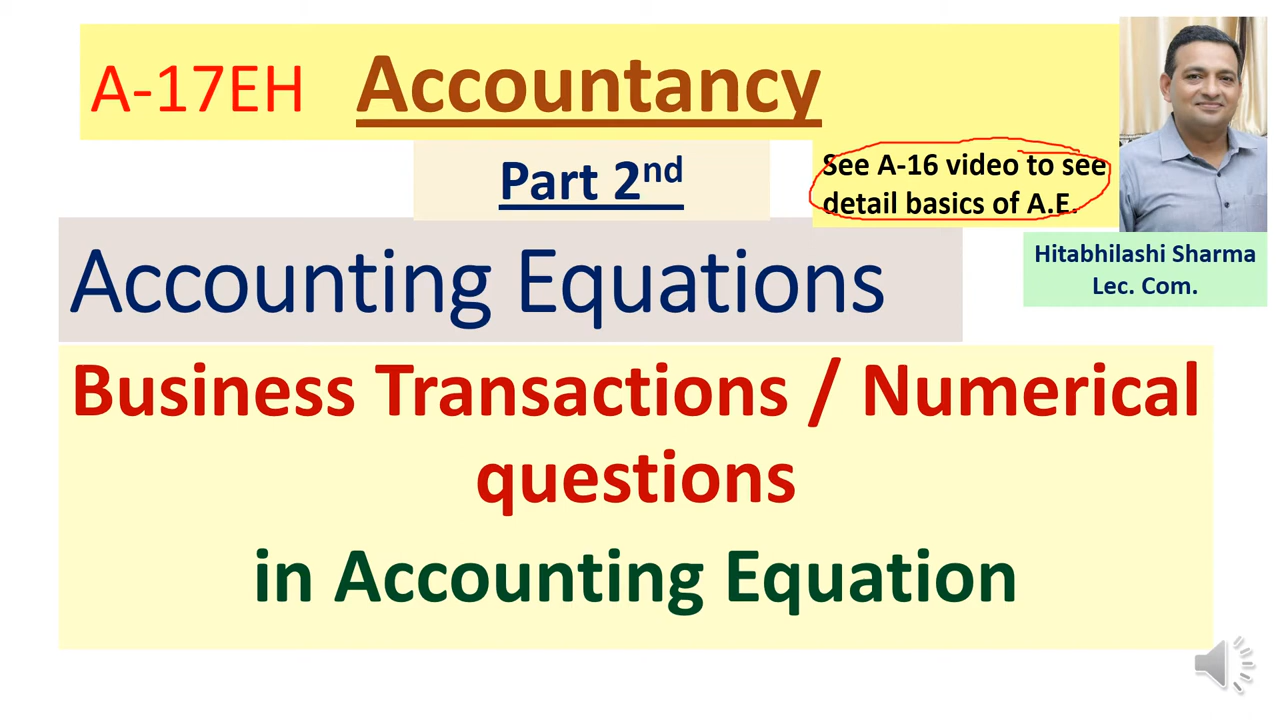 A-17EH Accountancy
Part 2nd
See A-16 video to see
detail basics of A.E.
Hitabhilashi Sharma
Lec. Com.
Accounting Equations
Business Transactions / Numerical
questions
in Accounting Equation